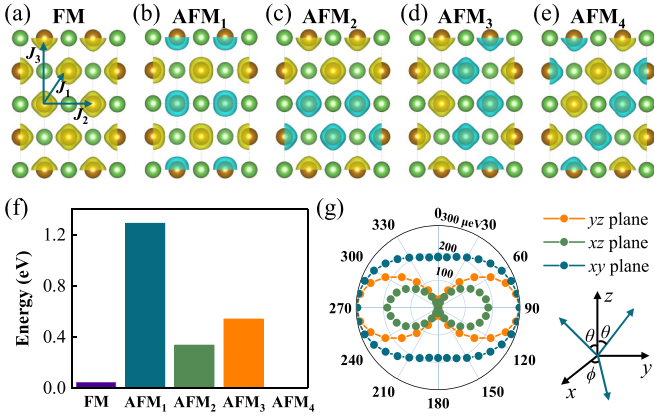 FM AFM₁ AFM₂ AFM₃ AFM₄
(a) (b) (c) (d) (e)
J₃
J₁
J₂
(f)
Energy (eV)
1.2
0.8
0.4
0.0
FM AFM₁ AFM₂ AFM₃ AFM₄
(g)
0 300 μeV
330 30
200
300 60
100
270 90
240 120
210 150
180
yz plane
xz plane
xy plane
z
θ θ
y
x
ϕ